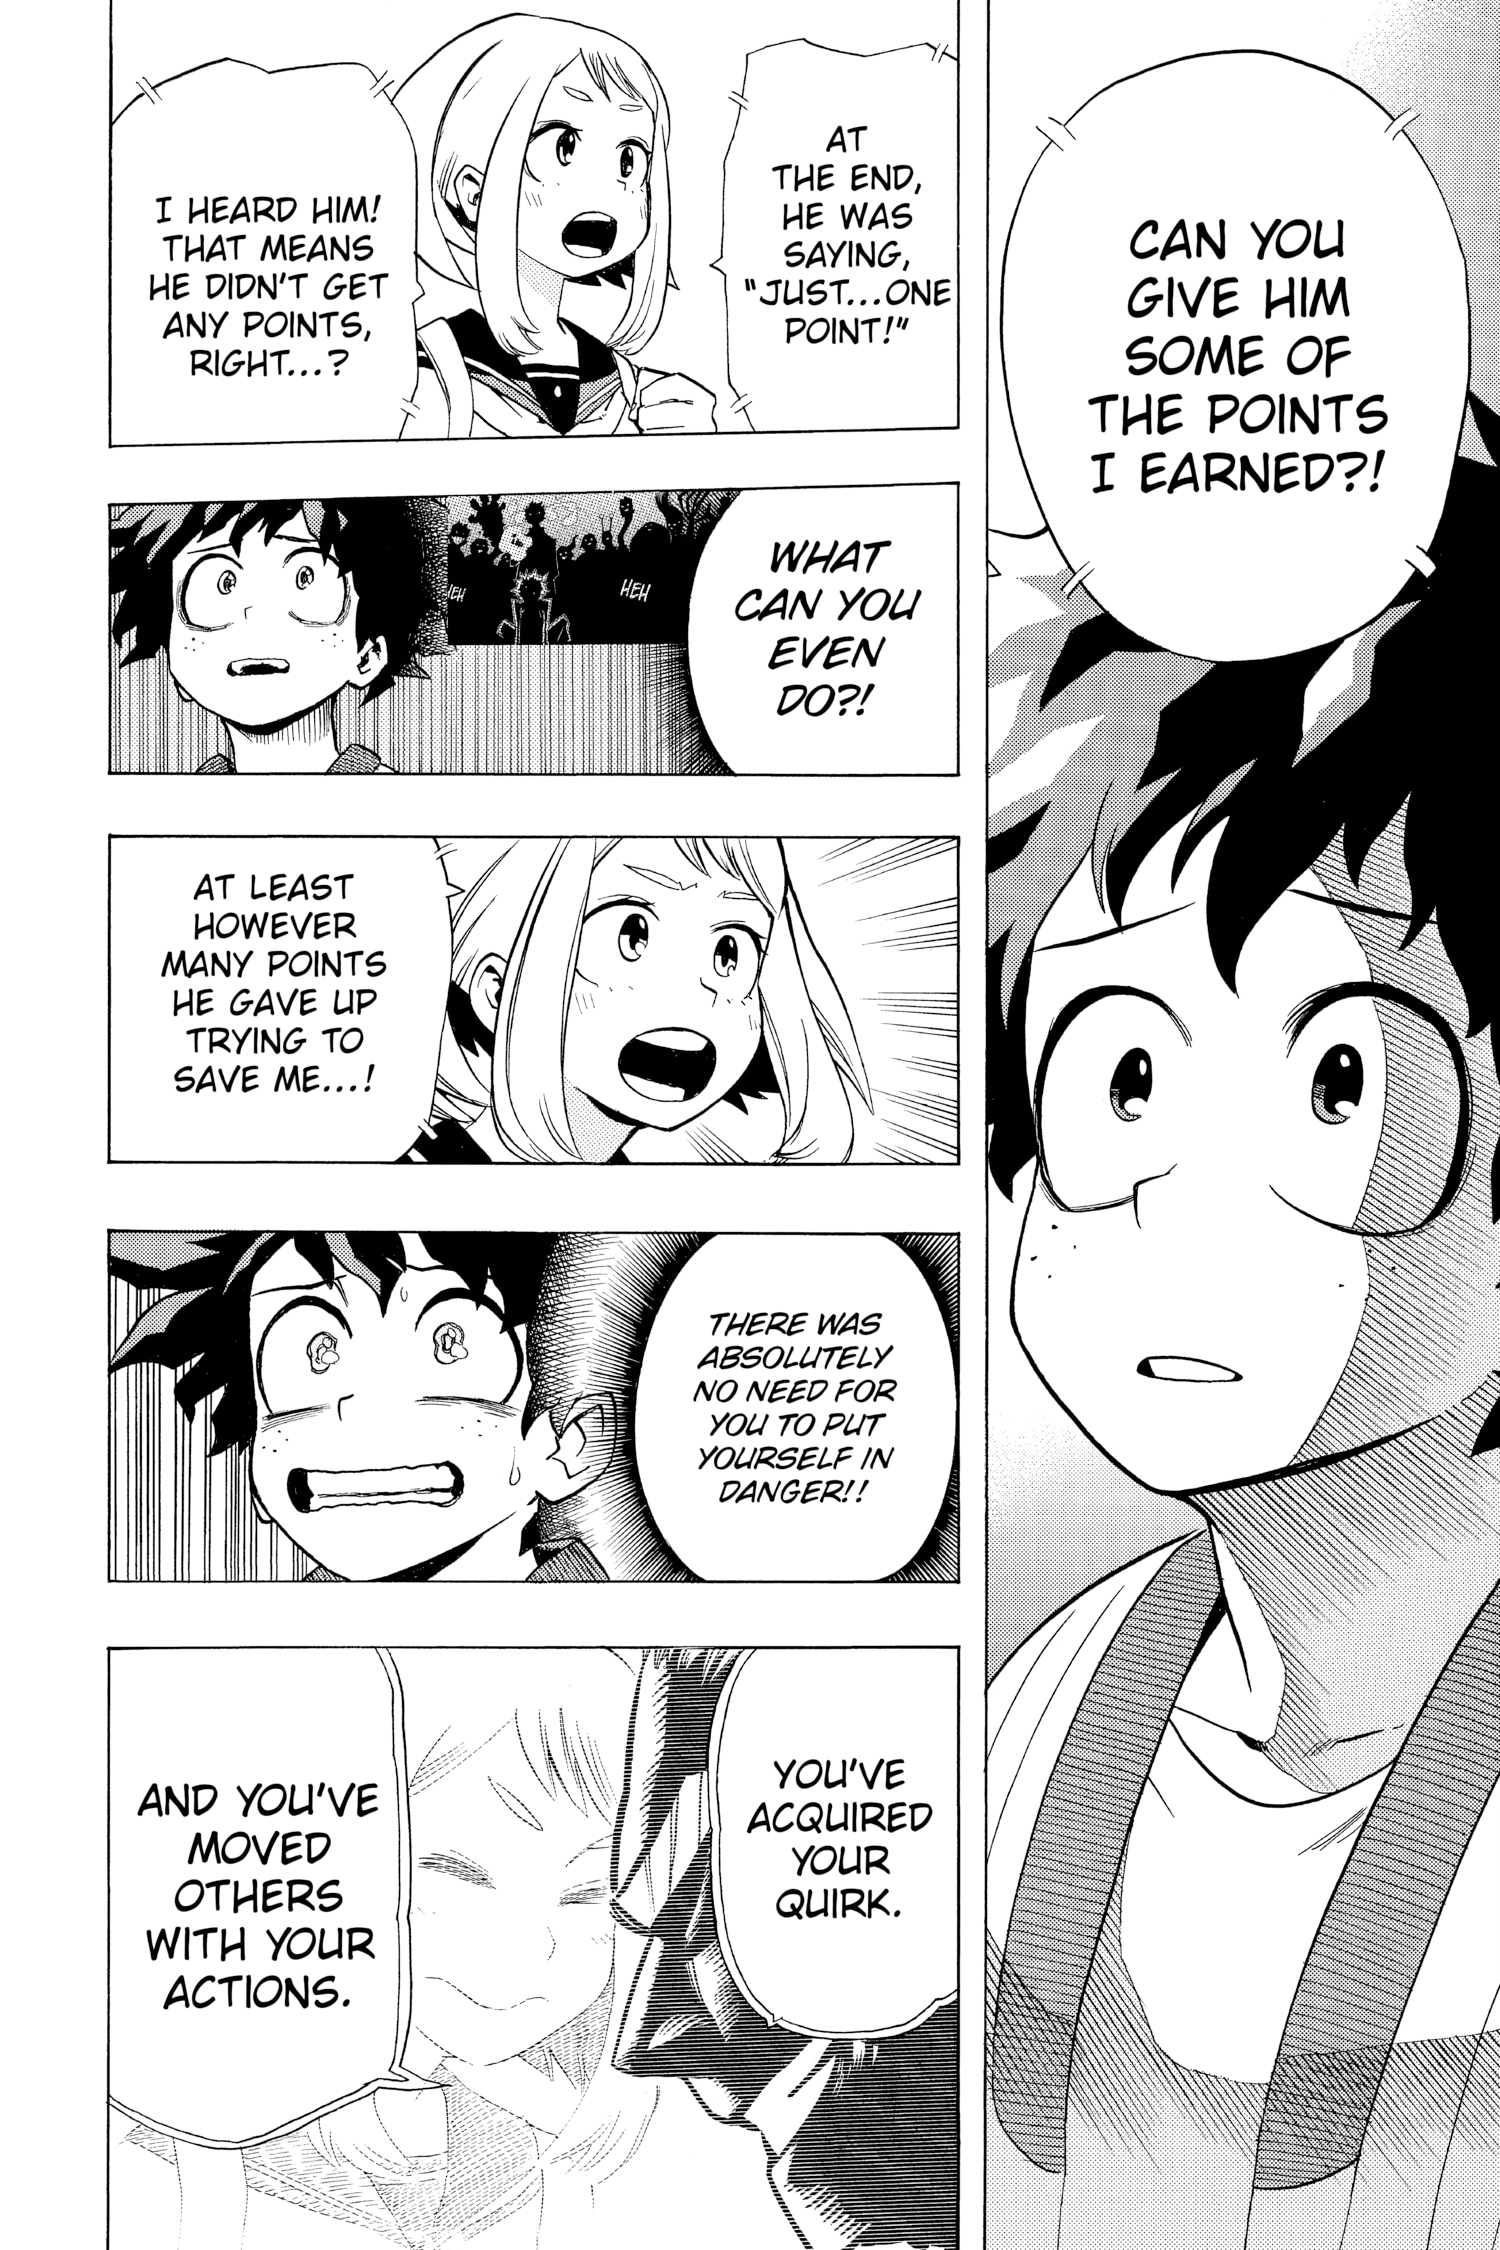 CAN YOU
GIVE HIM
SOME OF
THE POINTS
I EARNED?!
AT
THE END,
HE WAS
SAYING,
"JUST...ONE
POINT!"
I HEARD HIM!
THAT MEANS
HE DIDN'T GET
ANY POINTS,
RIGHT...?
WHAT
CAN YOU
EVEN
DO?!
HEH
HEH
AT LEAST
HOWEVER
MANY POINTS
HE GAVE UP
TRYING TO
SAVE ME...!
THERE WAS
ABSOLUTELY
NO NEED FOR
YOU TO PUT
YOURSELF IN
DANGER!!
YOU'VE
ACQUIRED
YOUR
QUIRK.
AND YOU'VE
MOVED
OTHERS
WITH YOUR
ACTIONS.